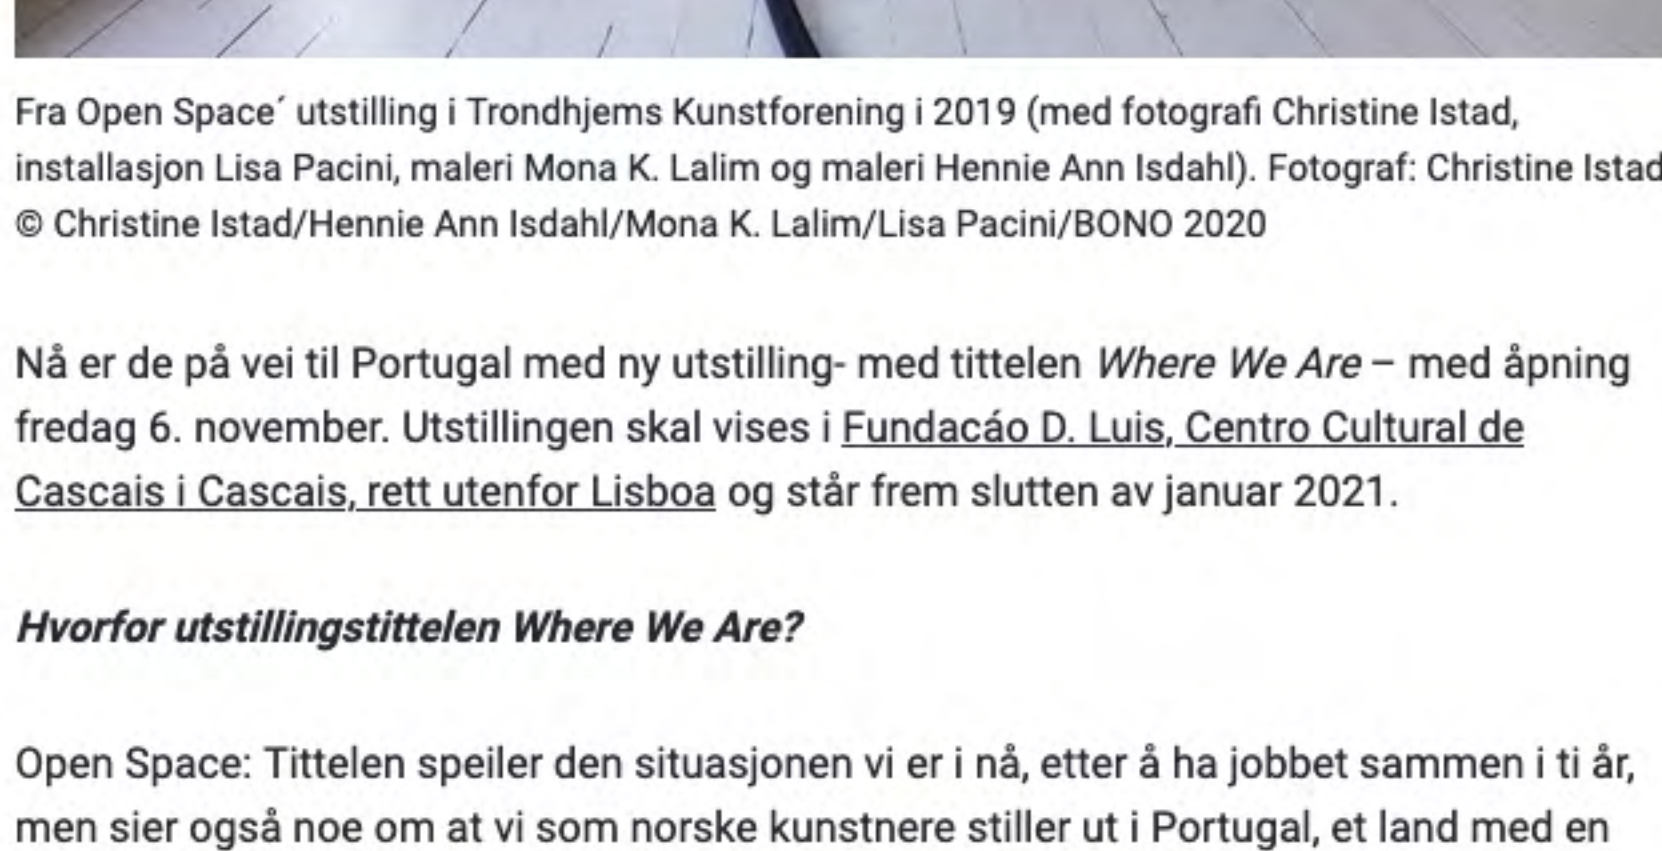 Fra Open Space´ utstilling i Trondhjems Kunstforening i 2019 (med fotografi Christine Istad,
installasjon Lisa Pacini, maleri Mona K. Lalim og maleri Hennie Ann Isdahl). Fotograf: Christine Istad
© Christine Istad/Hennie Ann Isdahl/Mona K. Lalim/Lisa Pacini/BONO 2020
Nå er de på vei til Portugal med ny utstilling- med tittelen Where We Are – med åpning
fredag 6. november. Utstillingen skal vises i Fundacáo D. Luis, Centro Cultural de
Cascais i Cascais, rett utenfor Lisboa og står frem slutten av januar 2021.
Hvorfor utstillingstittelen Where We Are?
Open Space: Tittelen speiler den situasjonen vi er i nå, etter å ha jobbet sammen i ti år,
men sier også noe om at vi som norske kunstnere stiller ut i Portugal, et land med en